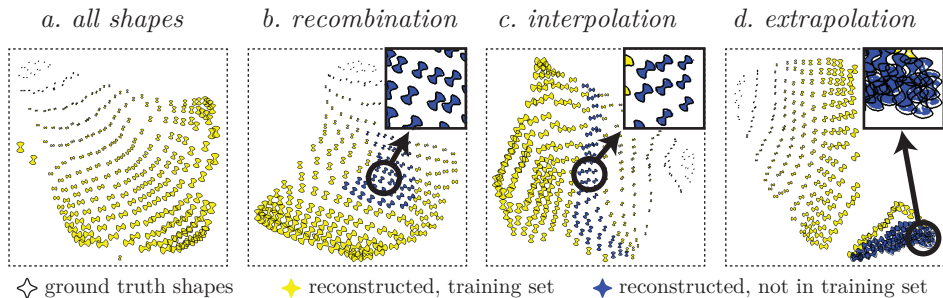 a. all shapes b. recombination c. interpolation d. extrapolation
ground truth shapes reconstructed, training set reconstructed, not in training set